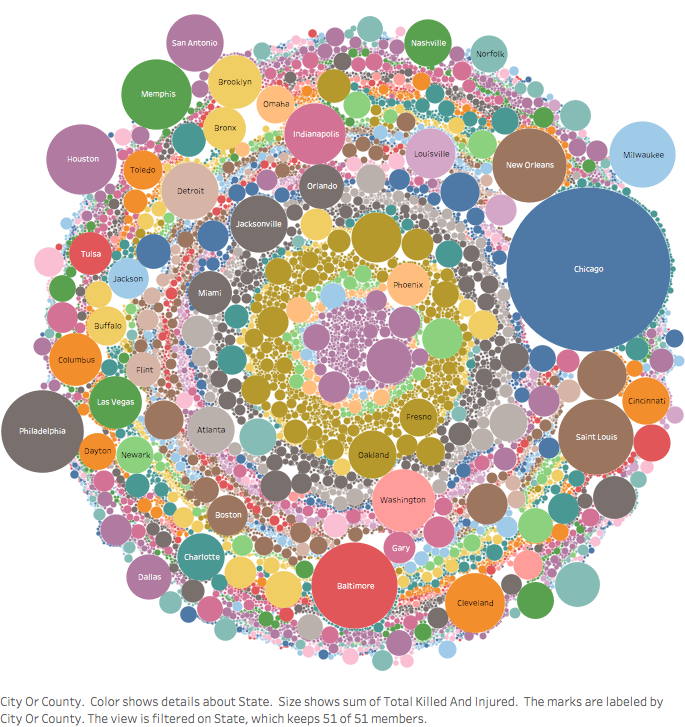 San Antonio
Nashville
Norfolk
Brooklyn
Memphis
Omaha
Bronx
Indianapolis
Houston
Louisville
Milwaukee
New Orleans
Toledo
Detroit
Orlando
Jacksonville
Tulsa
Chicago
Jackson
Miami
Phoenix
Buffalo
Columbus
Flint
Las Vegas
Cincinnati
Fresno
Philadelphia
Atlanta
Saint Louis
Dayton
Newark
Oakland
Washington
Boston
Gary
Charlotte
Dallas
Baltimore
Cleveland
City Or County.  Color shows details about State.  Size shows sum of Total Killed And Injured.  The marks are labeled by
City Or County. The view is filtered on State, which keeps 51 of 51 members.